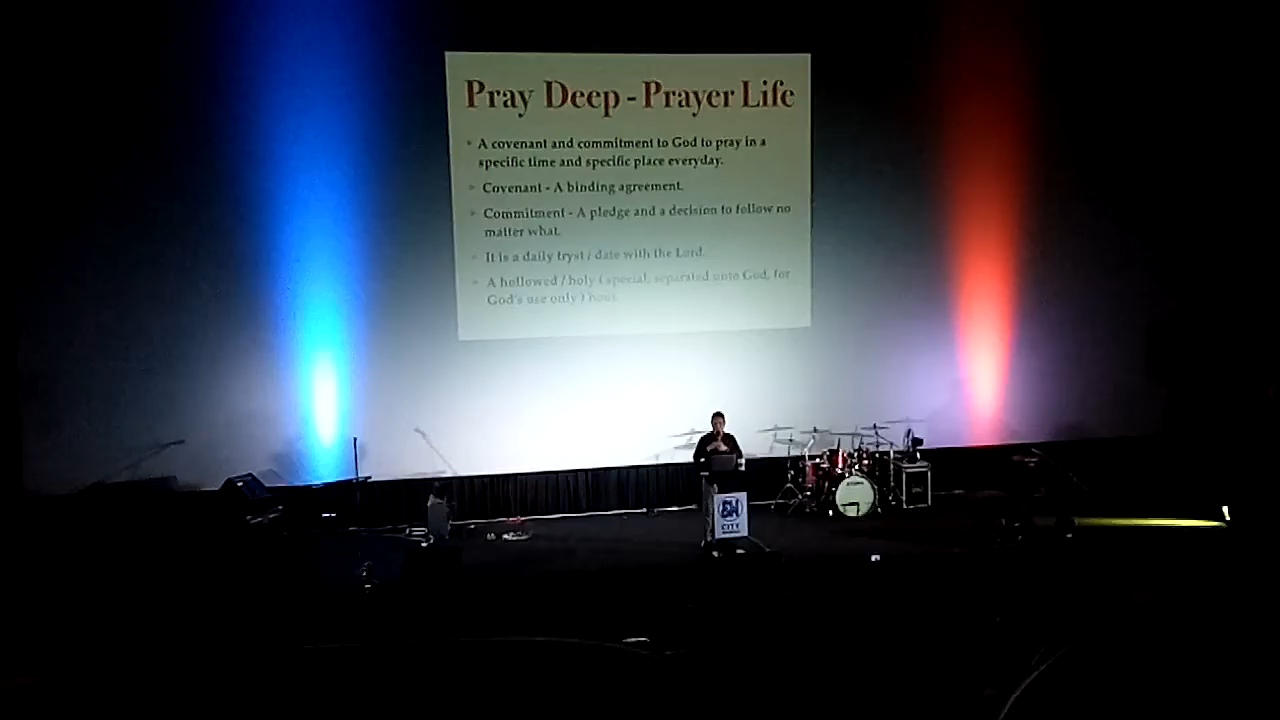 Pray Deep - Prayer Life
A covenant and commitment to God to pray in a
specific time and specific place everyday.
Covenant - A binding agreement.
Commitment - A pledge and a decision to follow no
matter what.
It is a daily tryst / date with the Lord.
A hollowed / holy ( special, separated unto God, for
God's use only ) hour.
SM
CITY